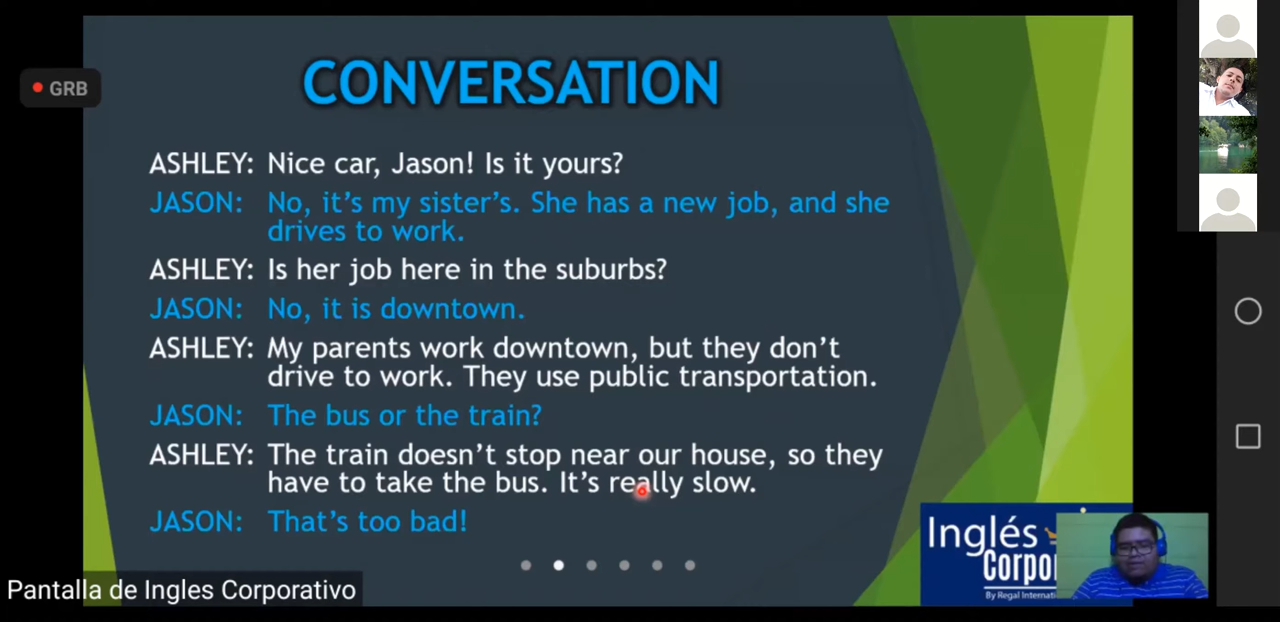 GRB
CONVERSATION
ASHLEY: Nice car, Jason! Is it yours?
JASON: No, it's my sister's. She has a new job, and she
drives to work.
ASHLEY: Is her job here in the suburbs?
JASON: No, it is downtown.
ASHLEY: My parents work downtown, but they don't
drive to work. They use public transportation.
JASON: The bus or the train?
ASHLEY: The train doesn't stop near our house, so they
have to take the bus. It's really slow.
JASON: That's too bad!
Inglés
By Regal
Pantalla de Ingles Corporativo